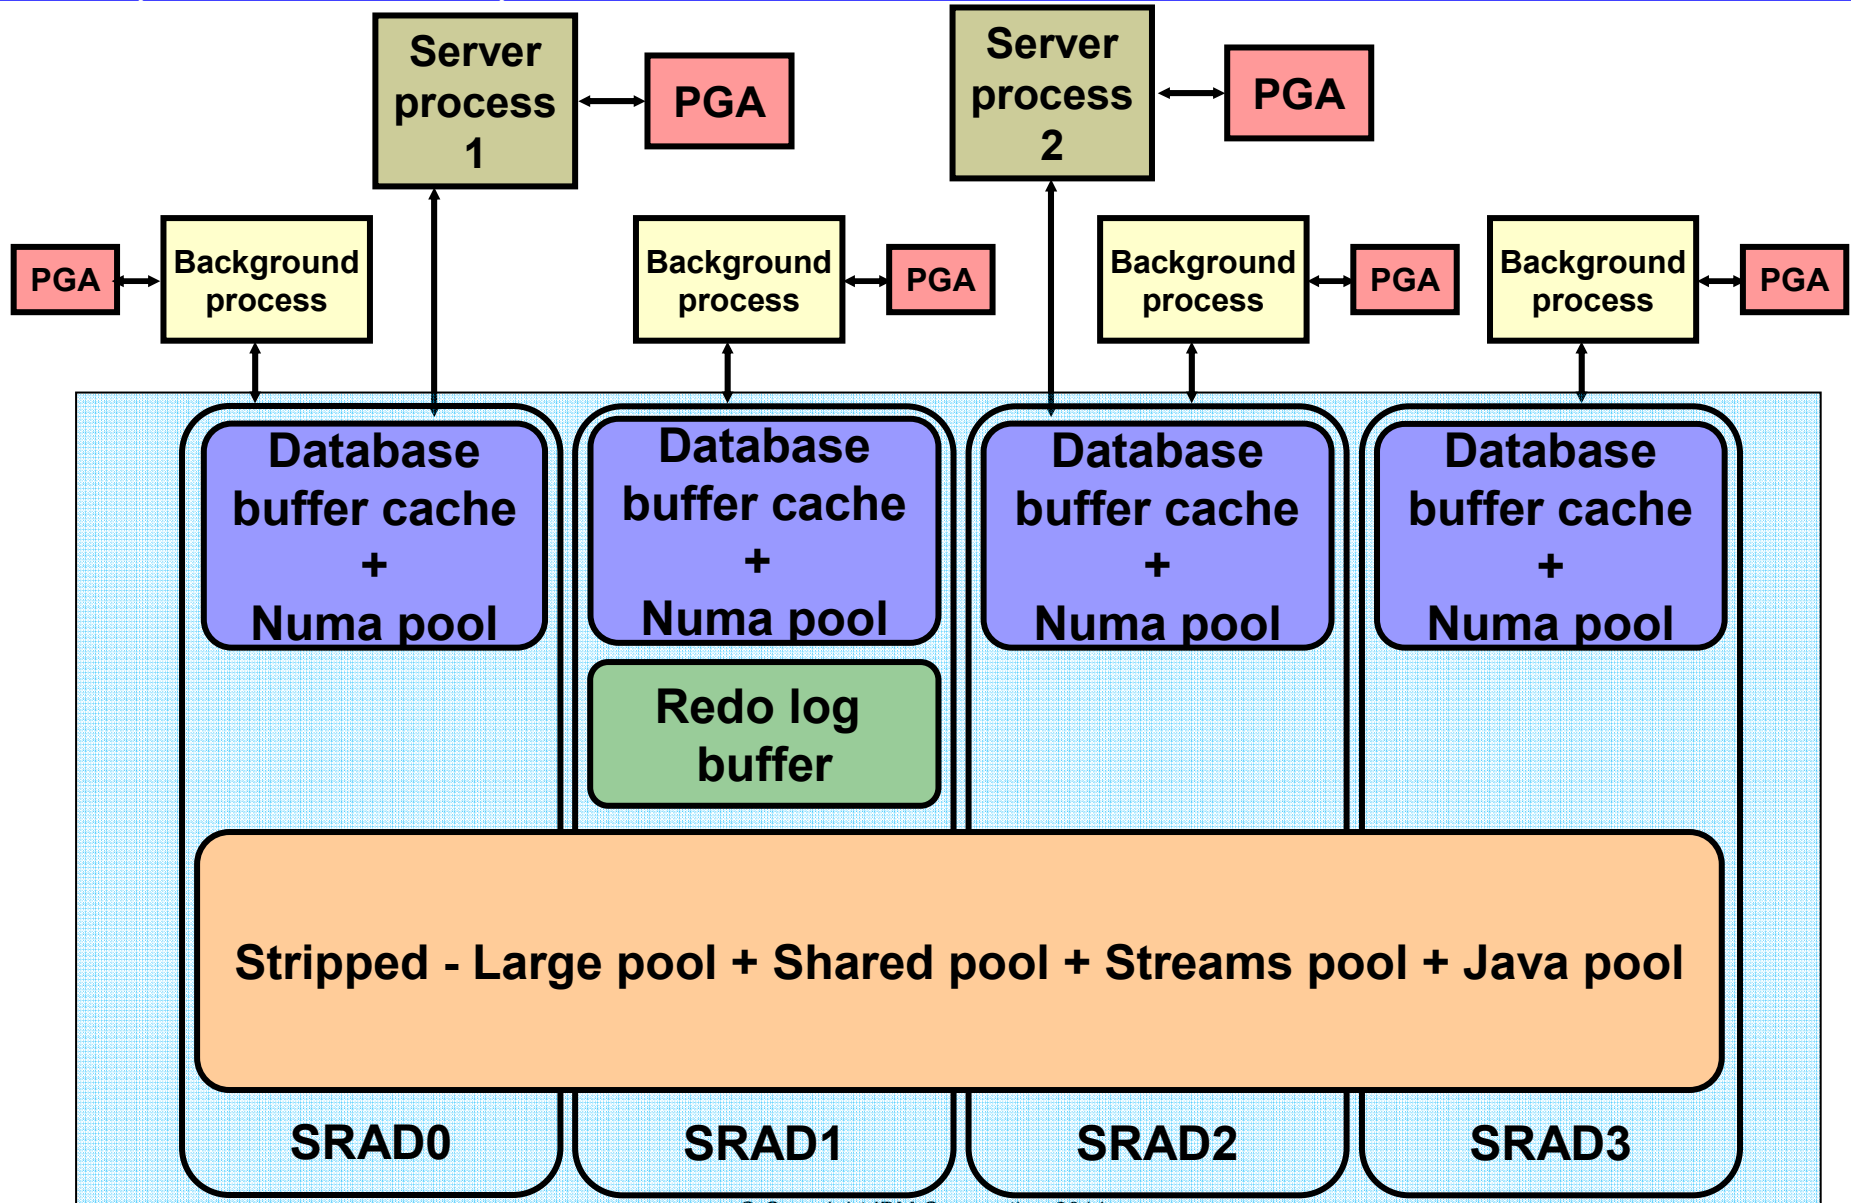 Server
process
1
PGA
Server
process
2
PGA
PGA
Background
process
Background
process
PGA
Background
process
PGA
Background
process
PGA
Database
buffer cache
+
Numa pool
Database
buffer cache
+
Numa pool
Database
buffer cache
+
Numa pool
Database
buffer cache
+
Numa pool
Redo log
buffer
Stripped - Large pool + Shared pool + Streams pool + Java pool
SRAD0
SRAD1
SRAD2
SRAD3